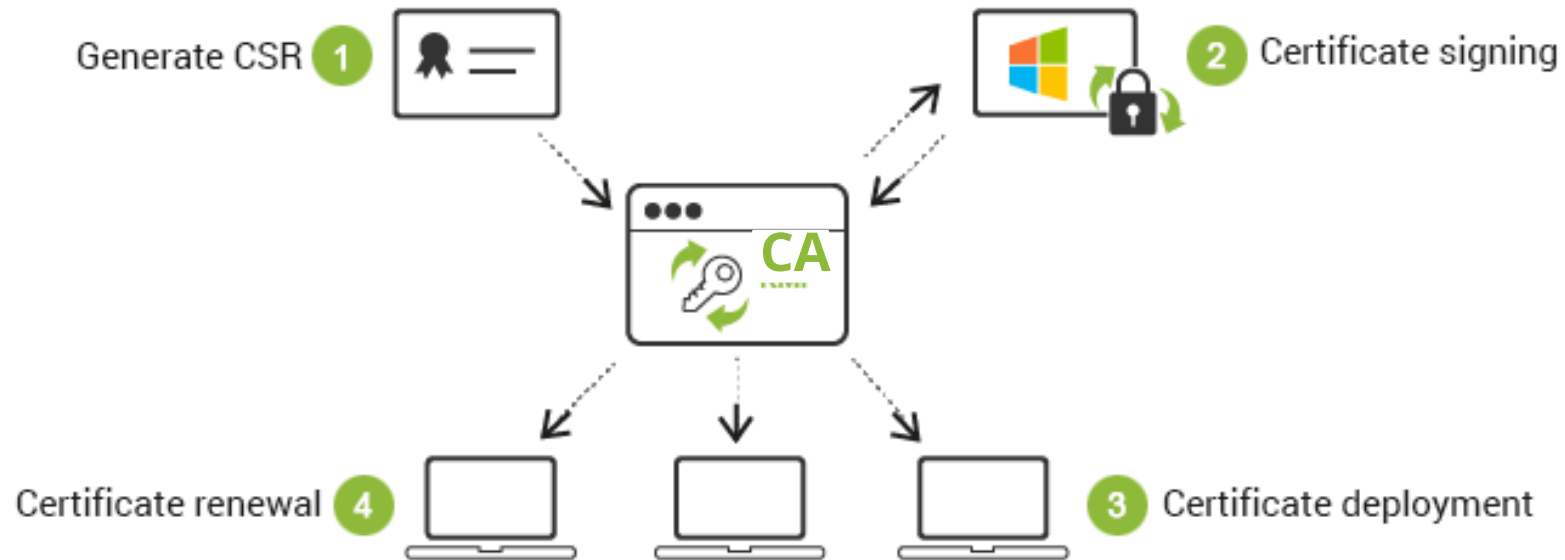 Generate CSR 1
2 Certificate signing
CA
Certificate renewal 4
3 Certificate deployment